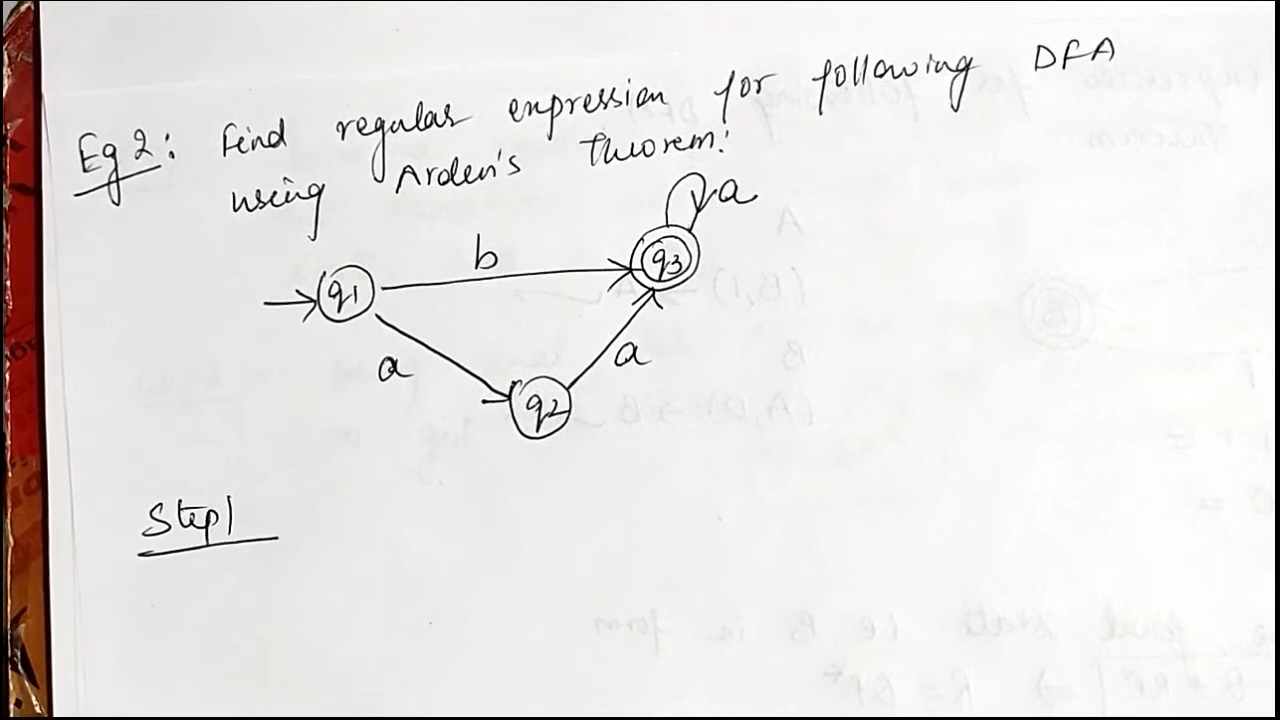 Eg 2: Find regular expression for following DFA
using Arden's theorem:
a
b
q3
q1
a
a
q2
Step1